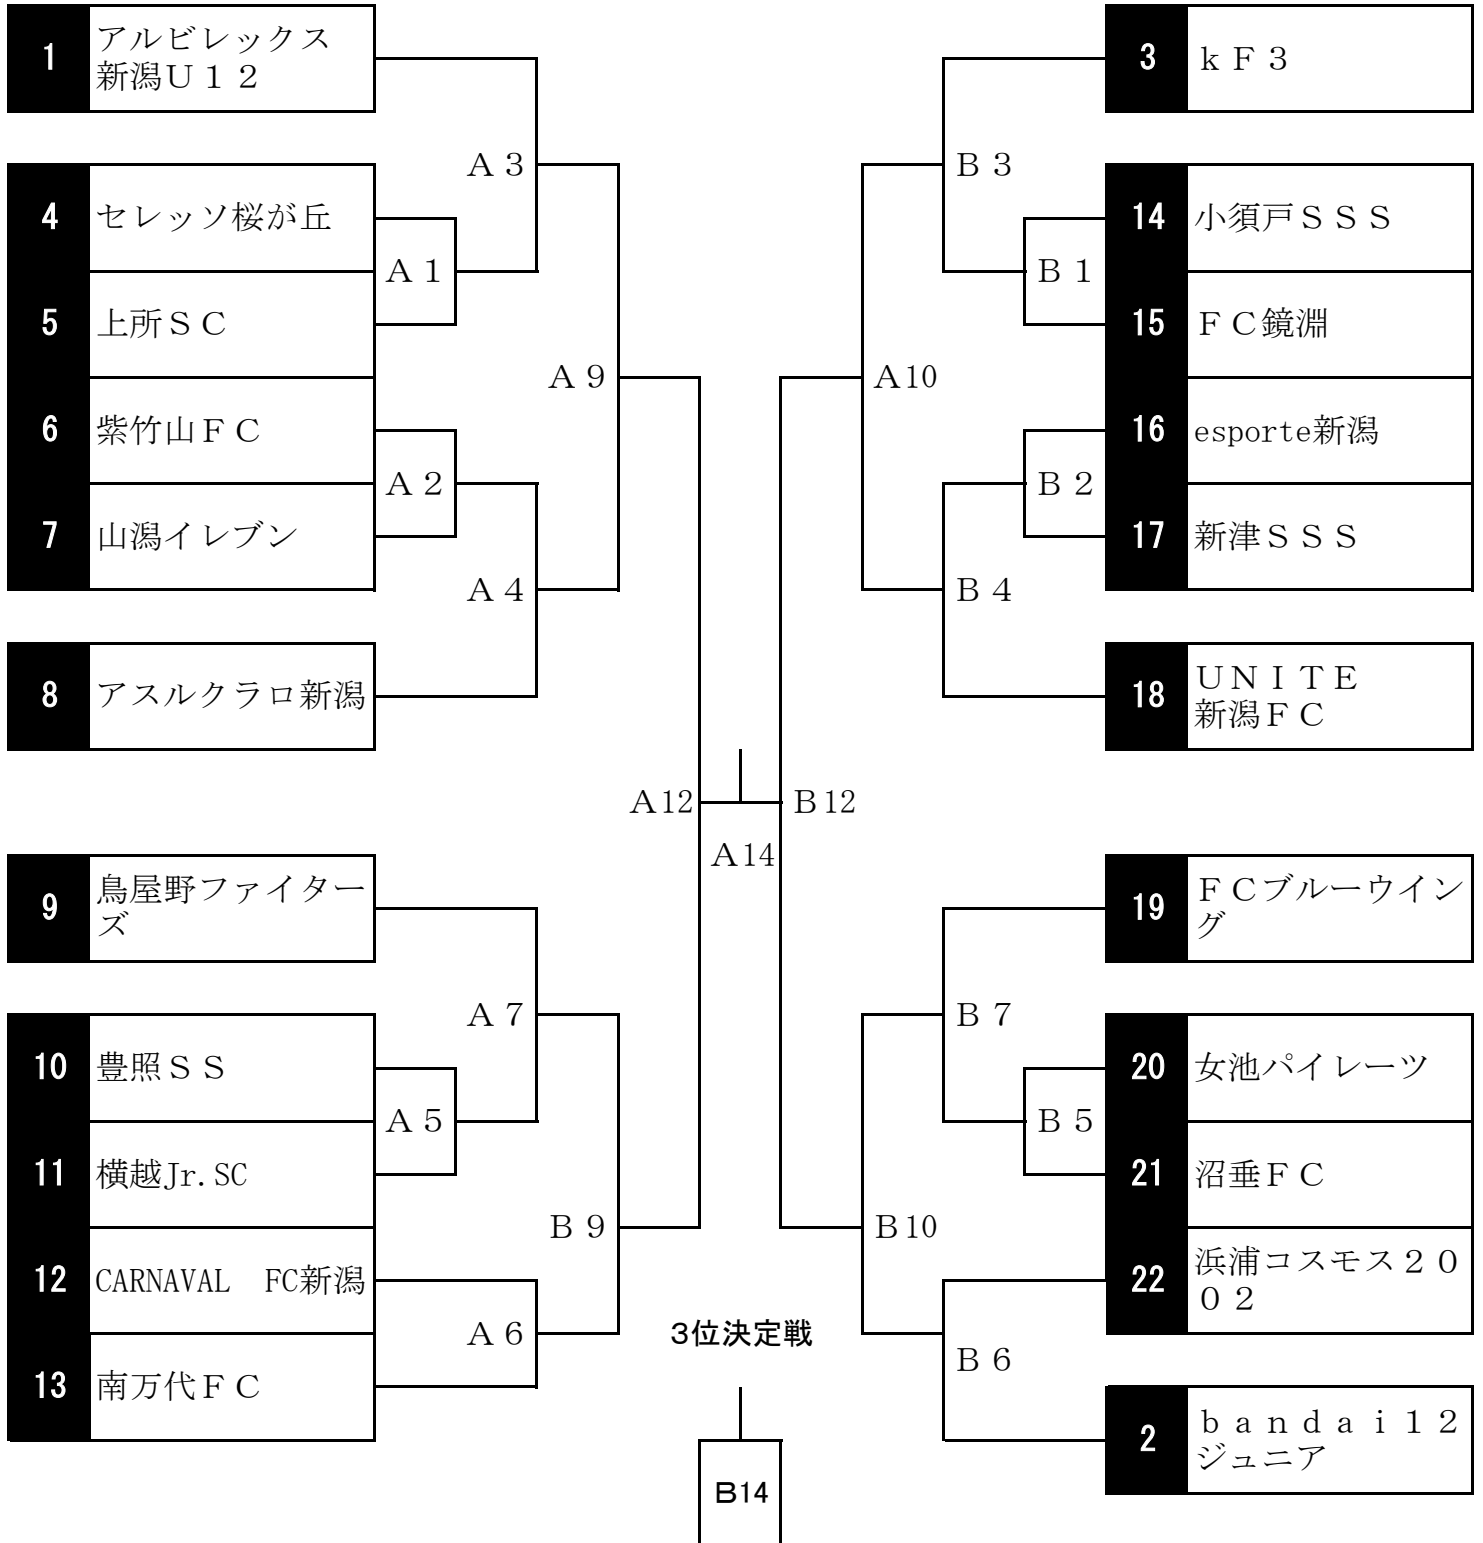 1
アルビレックス
新潟Ｕ１２
4
セレッソ桜が丘
5
上所ＳＣ
6
紫竹山ＦＣ
7
山潟イレブン
8
アスルクラロ新潟
9
鳥屋野ファイター
ズ
10
豊照ＳＳ
11
横越Jr.SC
12
CARNAVAL　FC新潟
13
南万代ＦＣ
Ａ３
Ａ１
Ａ９
Ａ２
Ａ４
Ａ12
Ａ14
Ａ７
Ａ５
Ｂ９
Ａ６
3位決定戦
Ｂ14
Ｂ３
Ｂ１
Ａ10
Ｂ２
Ｂ４
Ｂ12
Ｂ７
Ｂ５
Ｂ10
Ｂ６
3
ｋＦ３
14
小須戸ＳＳＳ
15
ＦＣ鏡淵
16
esporte新潟
17
新津ＳＳＳ
18
ＵＮＩＴＥ
新潟ＦＣ
19
ＦＣブルーウイン
グ
20
女池パイレーツ
21
沼垂ＦＣ
22
浜浦コスモス２０
０２
2
ｂａｎｄａｉ１２
ジュニア